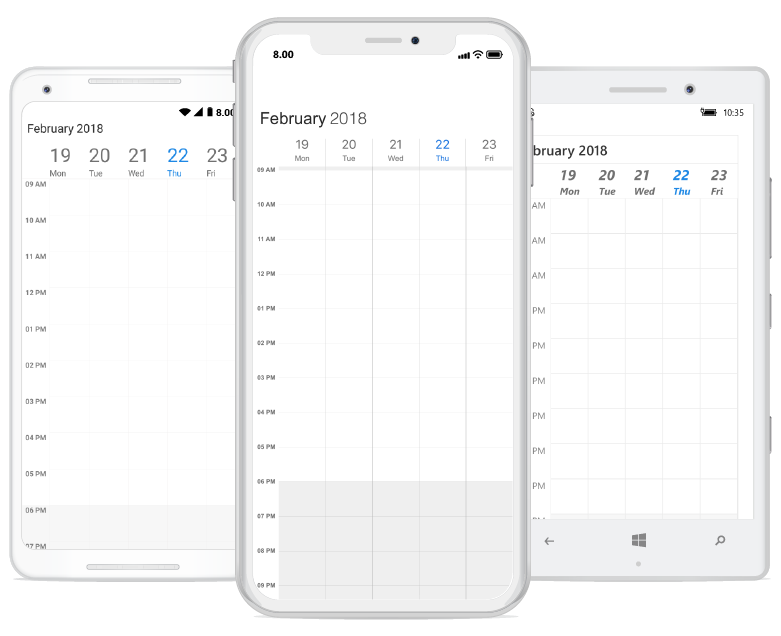 8.00
February 2018
19 20 21 22 23
Mon Tue Wed Thu Fri
09 AM
10 AM
11 AM
12 PM
01 PM
02 PM
03 PM
04 PM
05 PM
06 PM
07 PM
8.00
February 2018
19 20 21 22 23
Mon Tue Wed Thu Fri
09 AM
10 AM
11 AM
12 PM
01 PM
02 PM
03 PM
04 PM
05 PM
06 PM
07 PM
08 PM
09 PM
10:35
bruary 2018
19 20 21 22 23
Mon Tue Wed Thu Fri
AM
AM
AM
PM
PM
PM
PM
PM
PM
PM